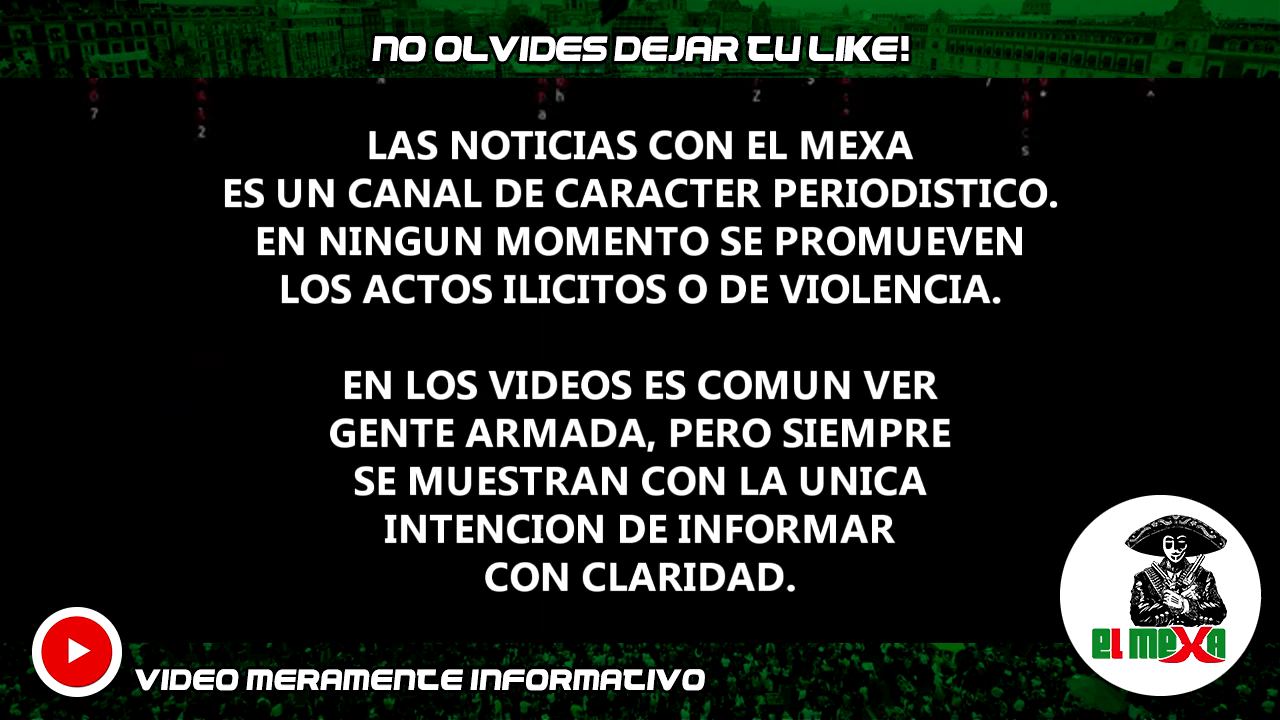 NO OLVIDES DEJAR TU LIKE!
LAS NOTICIAS CON EL MEXA
ES UN CANAL DE CARACTER PERIODISTICO.
EN NINGUN MOMENTO SE PROMUEVEN
LOS ACTOS ILICITOS O DE VIOLENCIA.
EN LOS VIDEOS ES COMUN VER
GENTE ARMADA, PERO SIEMPRE
SE MUESTRAN CON LA UNICA
INTENCION DE INFORMAR
CON CLARIDAD.
EL MEXA
VIDEO MERAMENTE INFORMATIVO